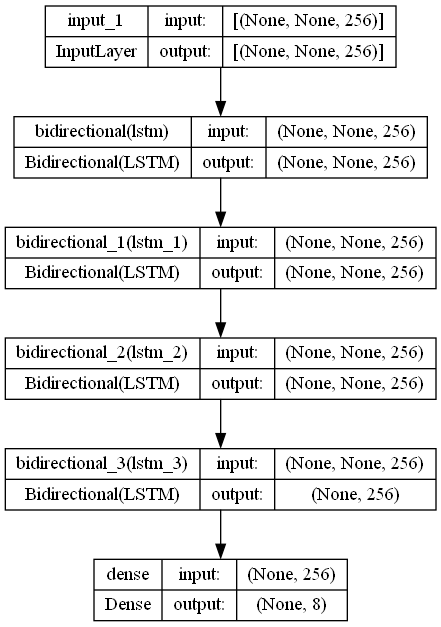 input_1 input: [(None, None, 256)]
InputLayer output: [(None, None, 256)]
bidirectional(lstm) input: (None, None, 256)
Bidirectional(LSTM) output: (None, None, 256)
bidirectional_1(lstm_1) input: (None, None, 256)
Bidirectional(LSTM) output: (None, None, 256)
bidirectional_2(lstm_2) input: (None, None, 256)
Bidirectional(LSTM) output: (None, None, 256)
bidirectional_3(lstm_3) input: (None, None, 256)
Bidirectional(LSTM) output: (None, 256)
dense input: (None, 256)
Dense output: (None, 8)